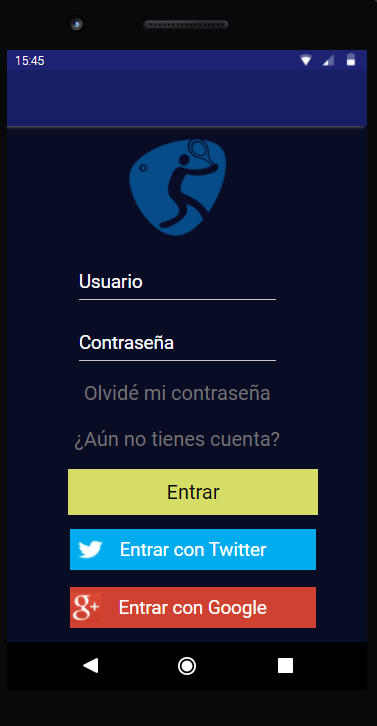 15:45
Usuario
Contraseña
Olvidé mi contraseña
¿Aún no tienes cuenta?
Entrar
Entrar con Twitter
g+ Entrar con Google